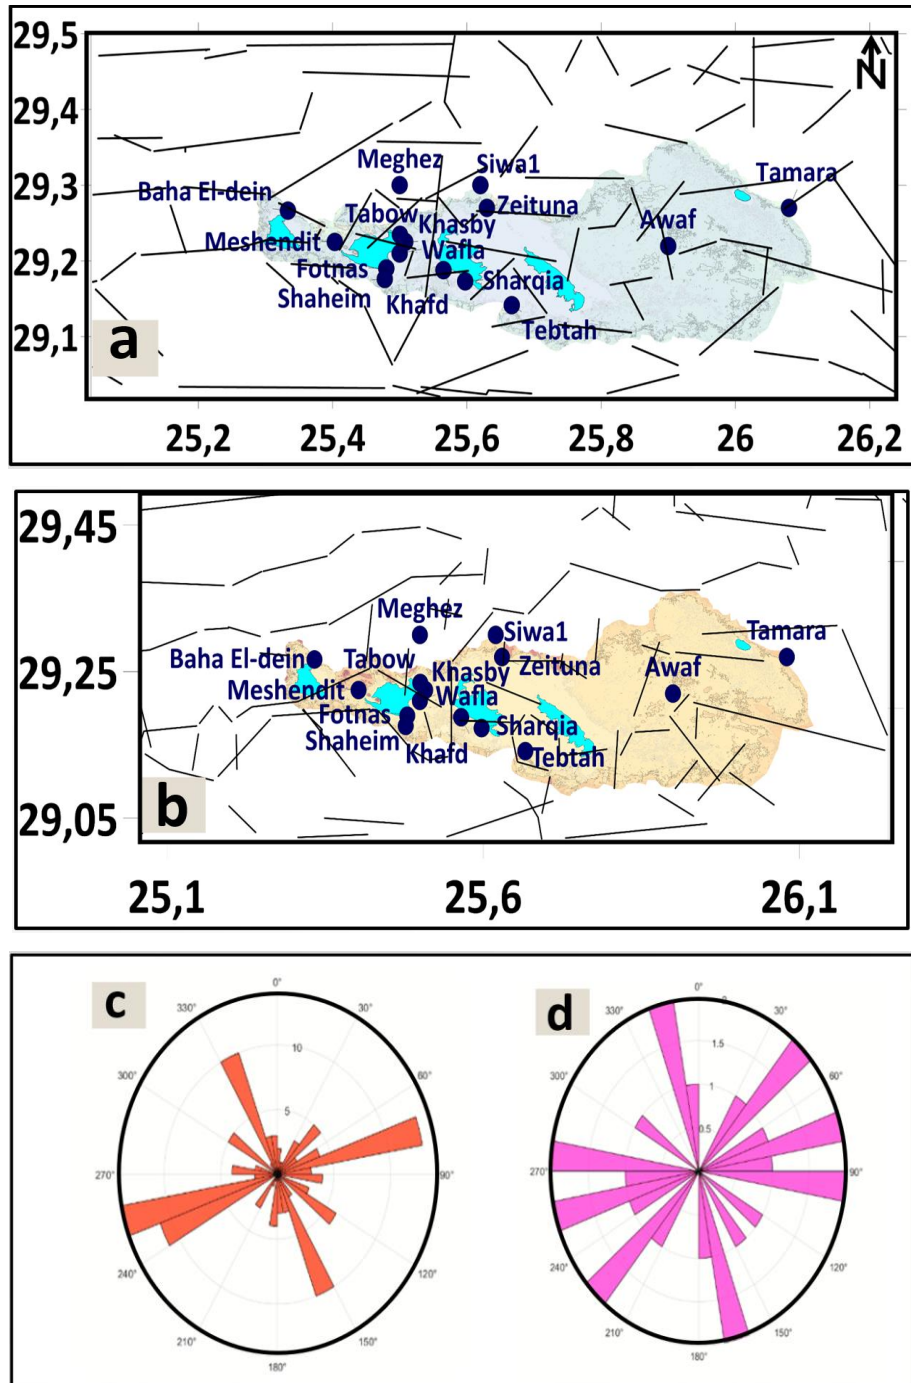 29,5
N
29,4
Meghez
Siwa1
Tamara
29,3
Baha El-dein
Zeituna
Tabow
Khasby
Awaf
Meshendit
Wafla
29,2
Fotnas
Sharqia
Shaheim
Khafd
Tebtah
29,1
a
25,2 25,4 25,6 25,8 26 26,2
29,45
Meghez
Siwa1
Tamara
Baha El-dein
Tabow
Zeituna
29,25
Khasby
Awaf
Meshendit
Wafla
Fotnas
Sharqia
Shaheim
Khafd
Tebtah
b
29,05
25,1 25,6 26,1
c
0°
330° 30°
10
300° 60°
5
270° 90°
240° 120°
210° 150°
180°
d
0°
2
330° 30°
1.5
300° 60°
1
0.5
270° 90°
240° 120°
210° 150°
180°